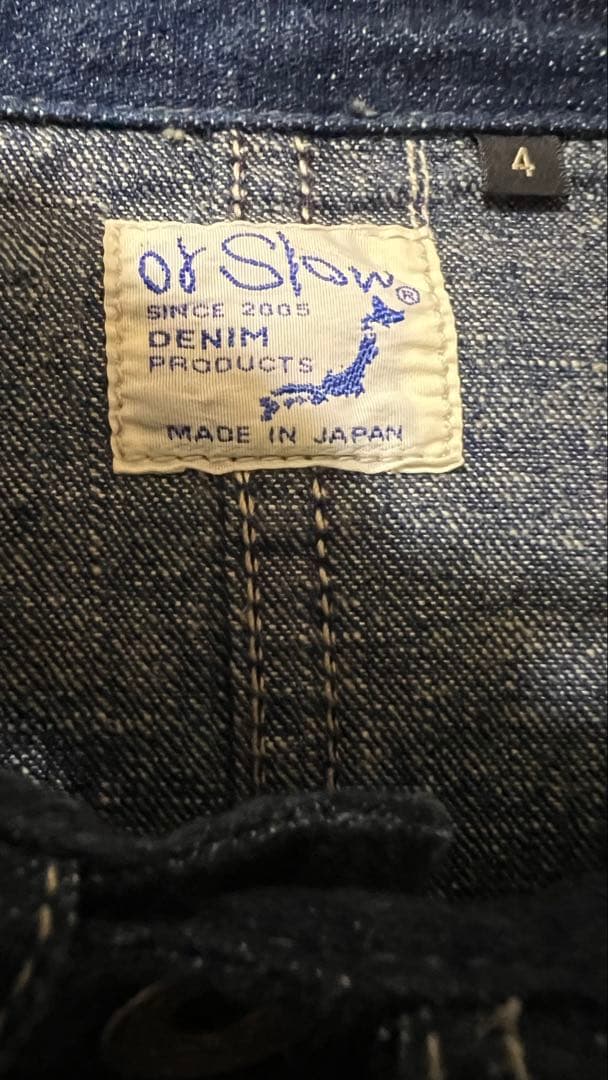 4
or Slow®
SINCE 2005
DENIM
PRODUCTS
MADE IN JAPAN